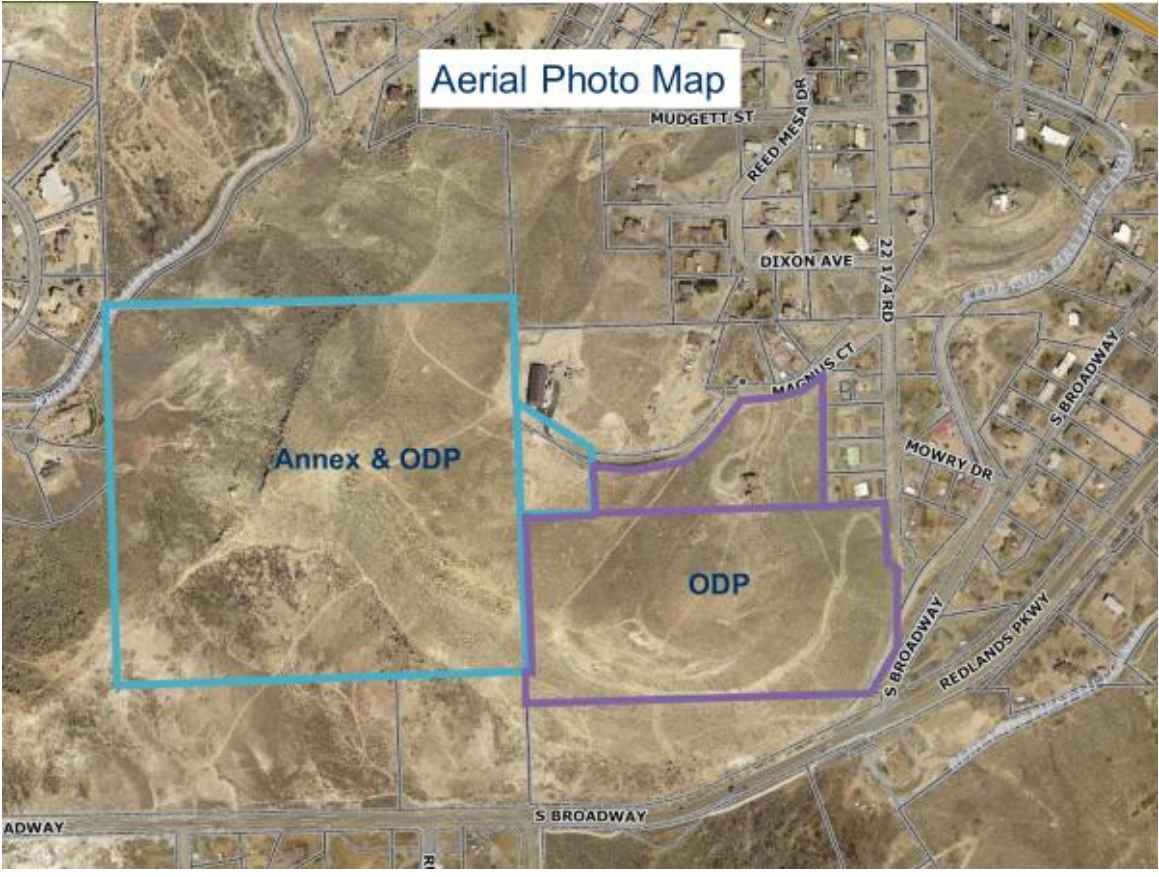 Aerial Photo Map
MUDGETT ST
REED MESA DR
DIXON AVE
22 1/4 RD
MAGNUS CT
S BROADWAY
MOWRY DR
Annex & ODP
ODP
S BROADWAY
REDLANDS PKWY
S BROADWAY
ADWAY